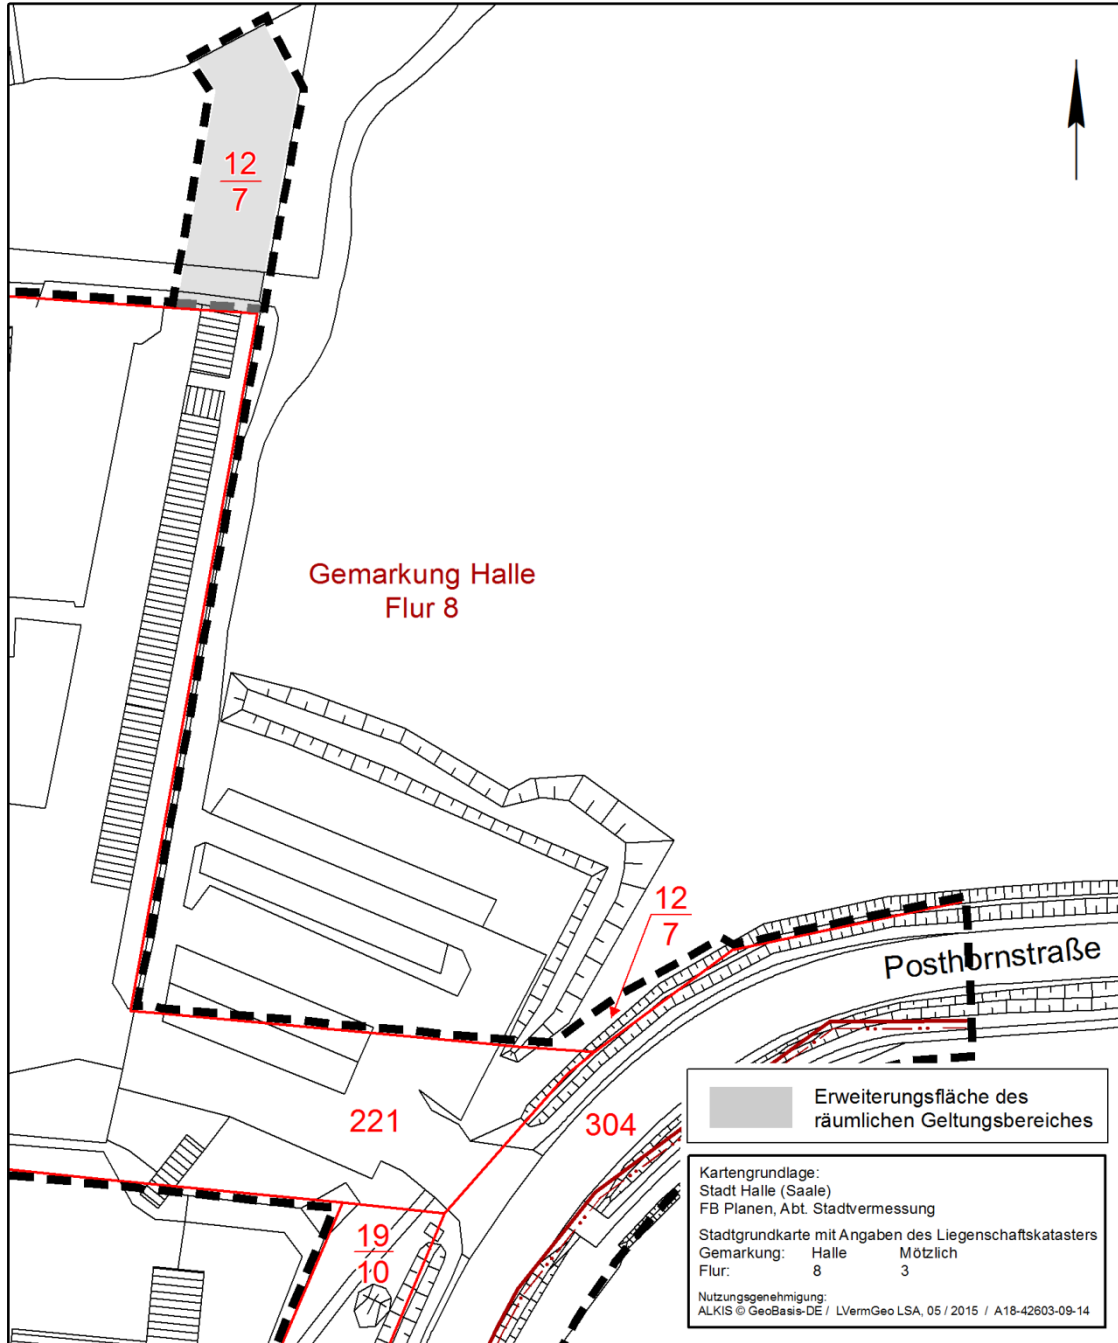 12
7
Gemarkung Halle
Flur 8
12
7
Posthornstraße
221
304
19
10
Erweiterungsfläche des
räumlichen Geltungsbereiches
Kartengrundlage:
Stadt Halle (Saale)
FB Planen, Abt. Stadtvermessung
Stadtgrundkarte mit Angaben des Liegenschaftskatasters
Gemarkung: Halle Mötzlich
Flur: 8 3
Nutzungsgenehmigung:
ALKIS © GeoBasis-DE / LVermGeo LSA, 05 / 2015 / A18-42603-09-14